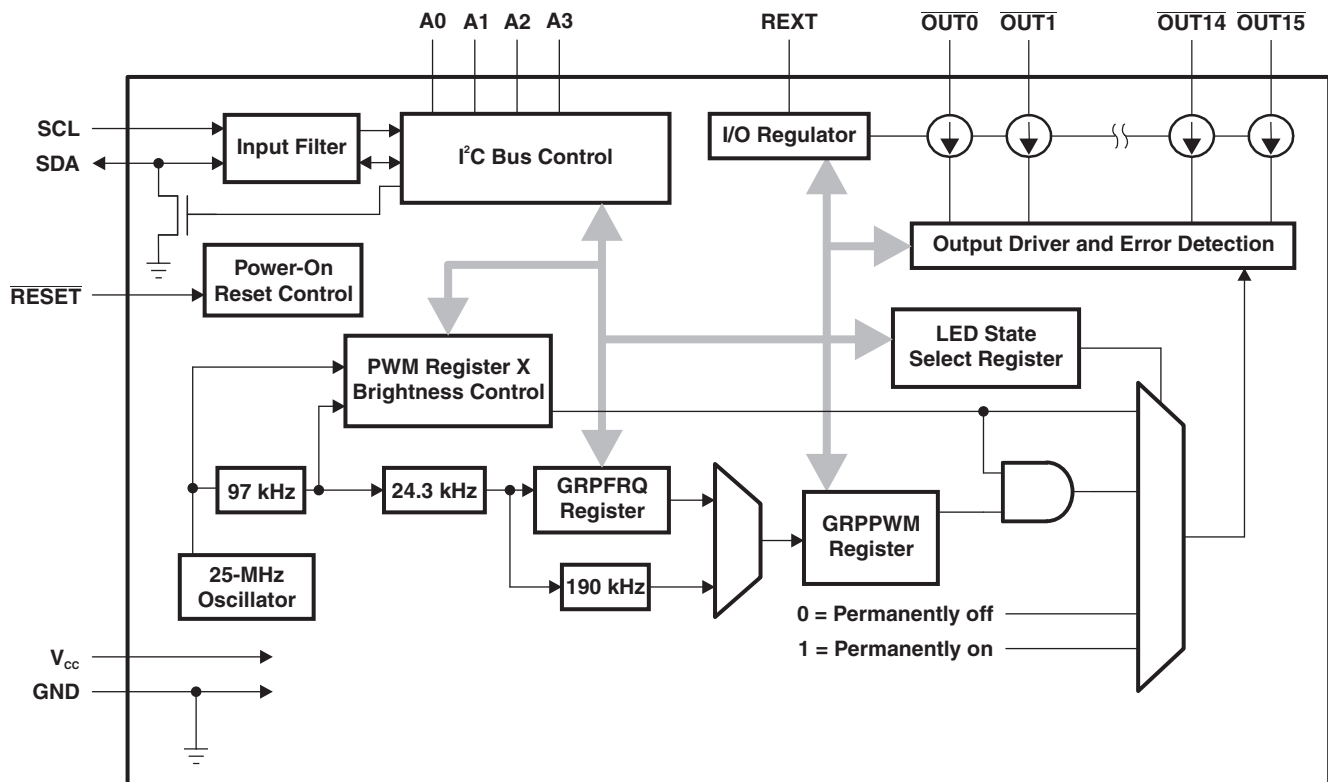 A0 A1 A2 A3 REXT OUT0 OUT1 OUT14 OUT15
SCL
SDA
Input Filter
I²C Bus Control
I/O Regulator
Output Driver and Error Detection
RESET
Power-On
Reset Control
LED State
Select Register
PWM Register X
Brightness Control
97 kHz
24.3 kHz
GRPFRQ
Register
GRPPWM
Register
25-MHz
Oscillator
190 kHz
0 = Permanently off
1 = Permanently on
VCC
GND